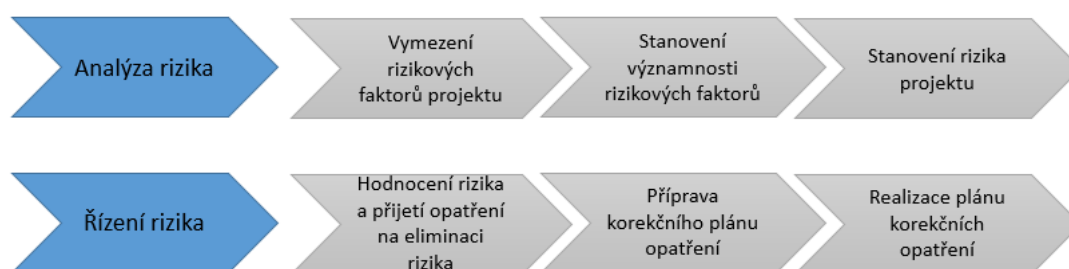 Analýza rizika
Vymezení
rizikových
faktorů projektu
Stanovení
významnosti
rizikových faktorů
Stanovení rizika
projektu
Řízení rizika
Hodnocení rizika
a přijetí opatření
na eliminaci
rizika
Příprava
korekčního plánu
opatření
Realizace plánu
korekčních
opatření